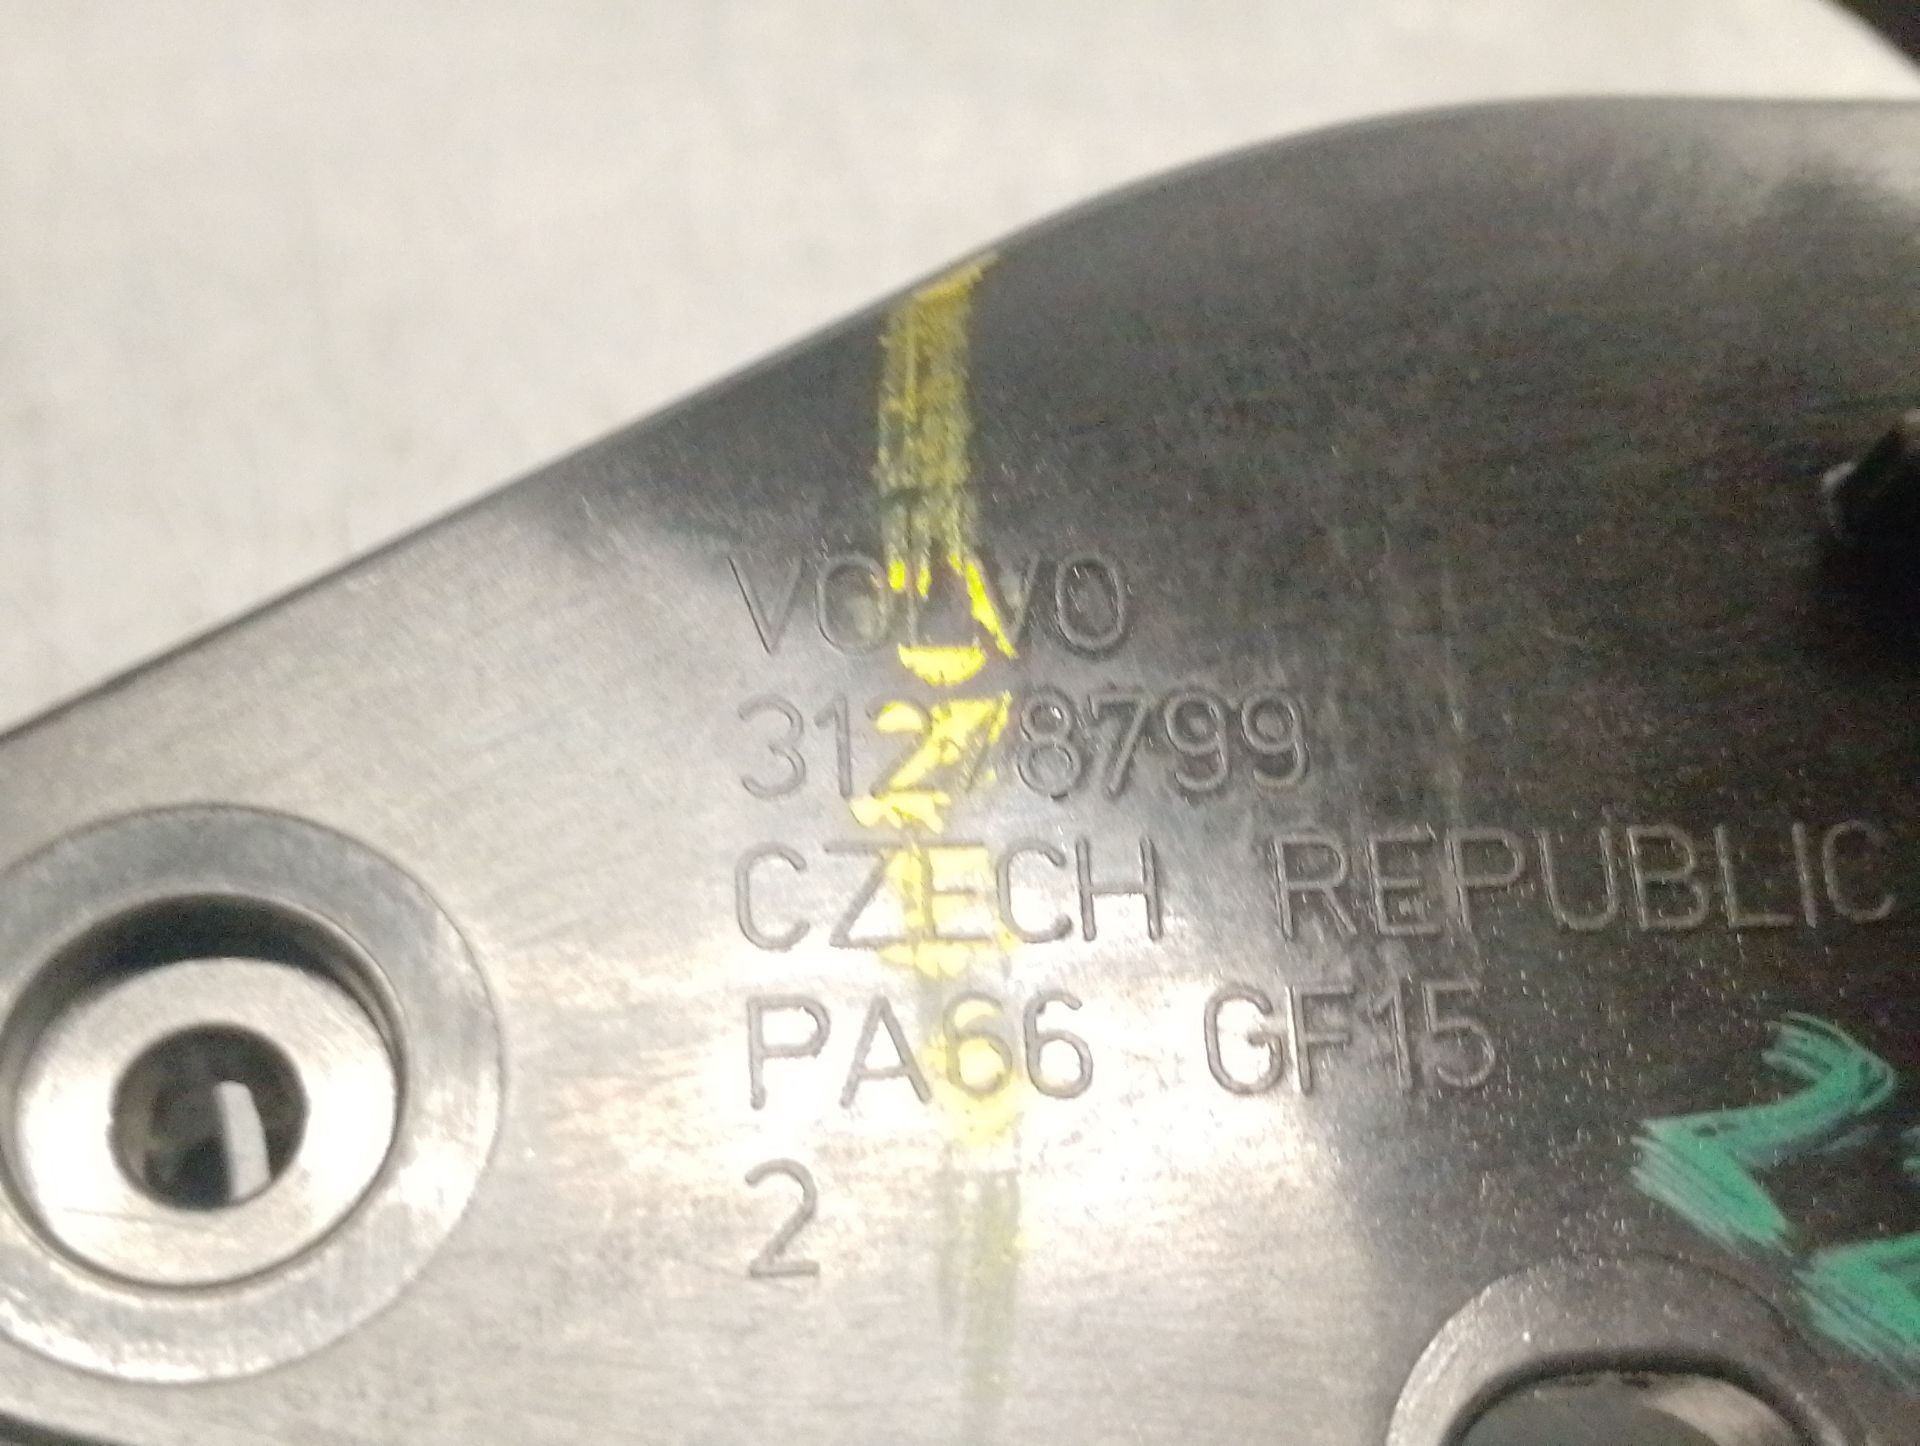 VOLVO
31278799
CZECH REPUBLIC
PA66 GF15
2